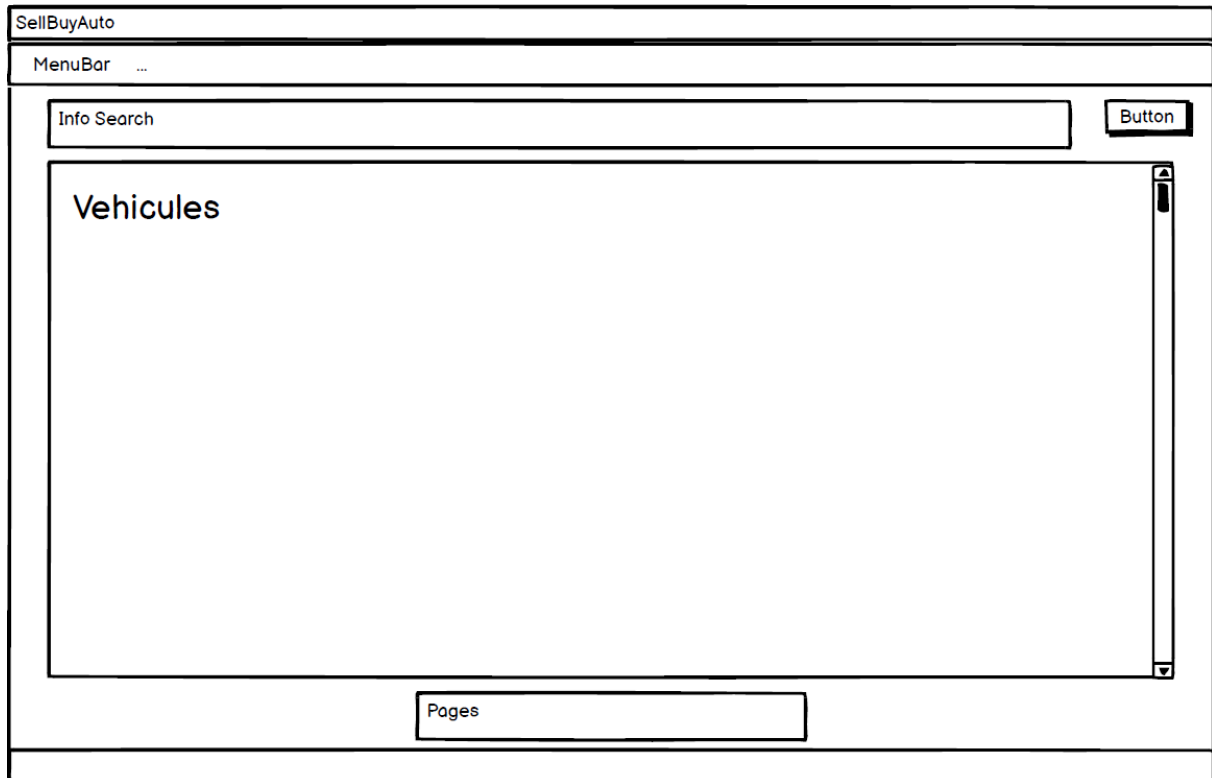 SellBuyAuto
MenuBar ...
Info Search
Button
Vehicules
Pages